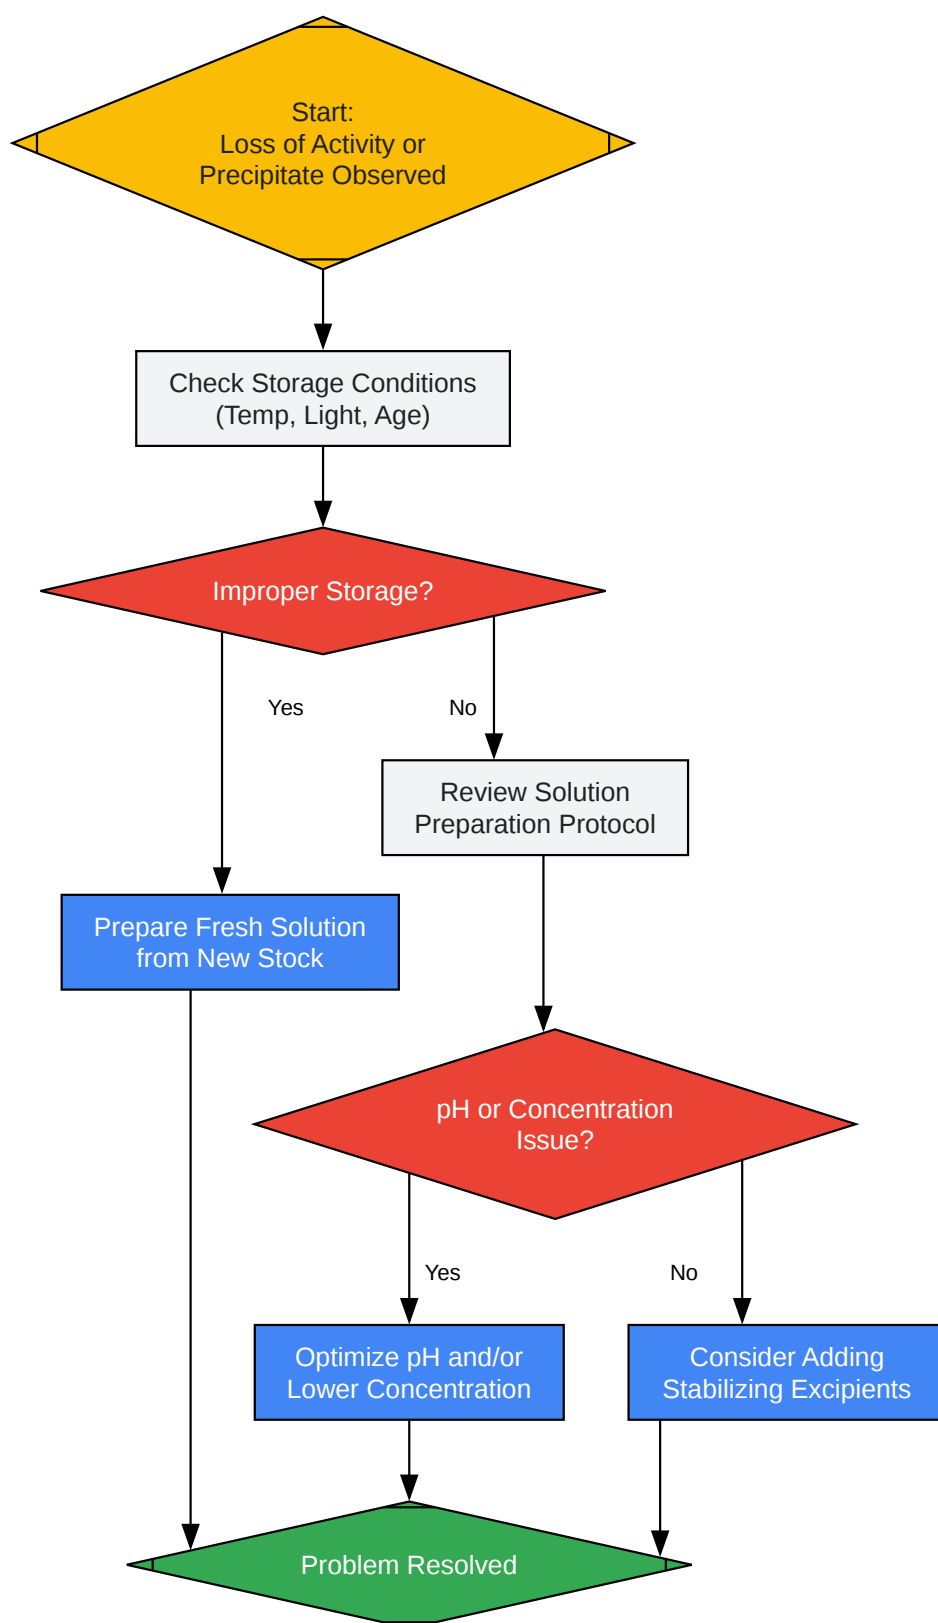 Start:
Loss of Activity or
Precipitate Observed
Check Storage Conditions
(Temp, Light, Age)
Improper Storage?
Yes
No
Review Solution
Preparation Protocol
Prepare Fresh Solution
from New Stock
pH or Concentration
Issue?
Yes
No
Optimize pH and/or
Lower Concentration
Consider Adding
Stabilizing Excipients
Problem Resolved